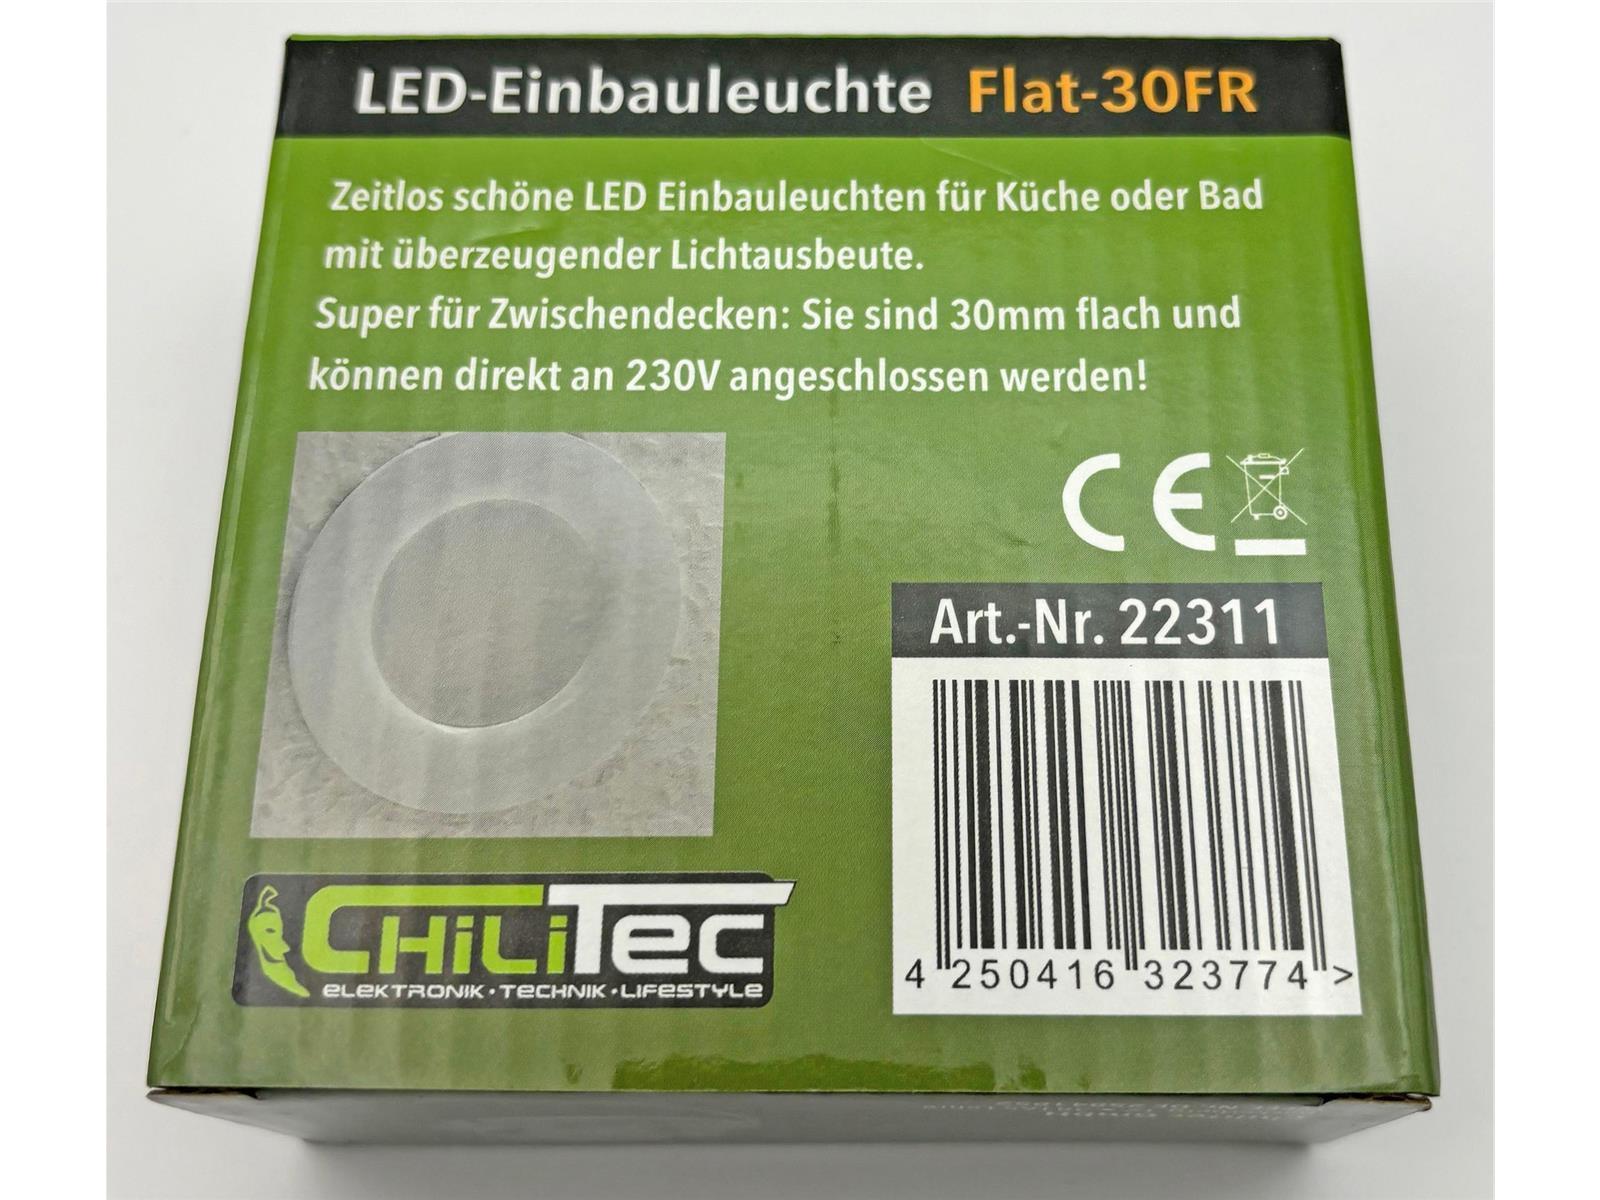 LED-Einbauleuchte Flat-30FR
Zeitlos schöne LED Einbauleuchten für Küche oder Bad
mit überzeugender Lichtausbeute.
Super für Zwischendecken: Sie sind 30mm flach und
können direkt an 230V angeschlossen werden!
CE
Art.-Nr. 22311
4 250416 323774 >
CHiLiTEC
ELEKTRONIK · TECHNIK · LIFESTYLE